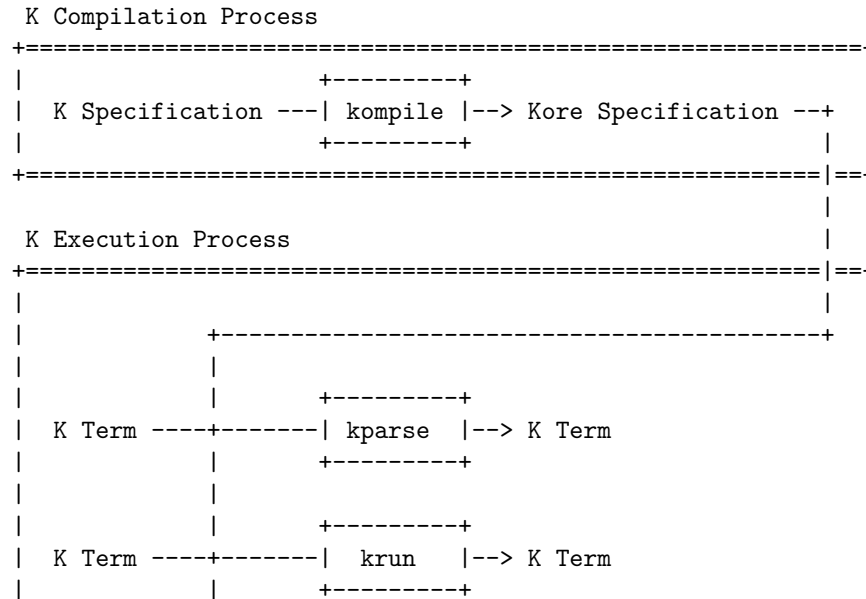 K Compilation Process
K Specification ---| kompile |--> Kore Specification --+
K Execution Process
K Term ----+-------| kparse |--> K Term
K Term ----+-------| krun |--> K Term